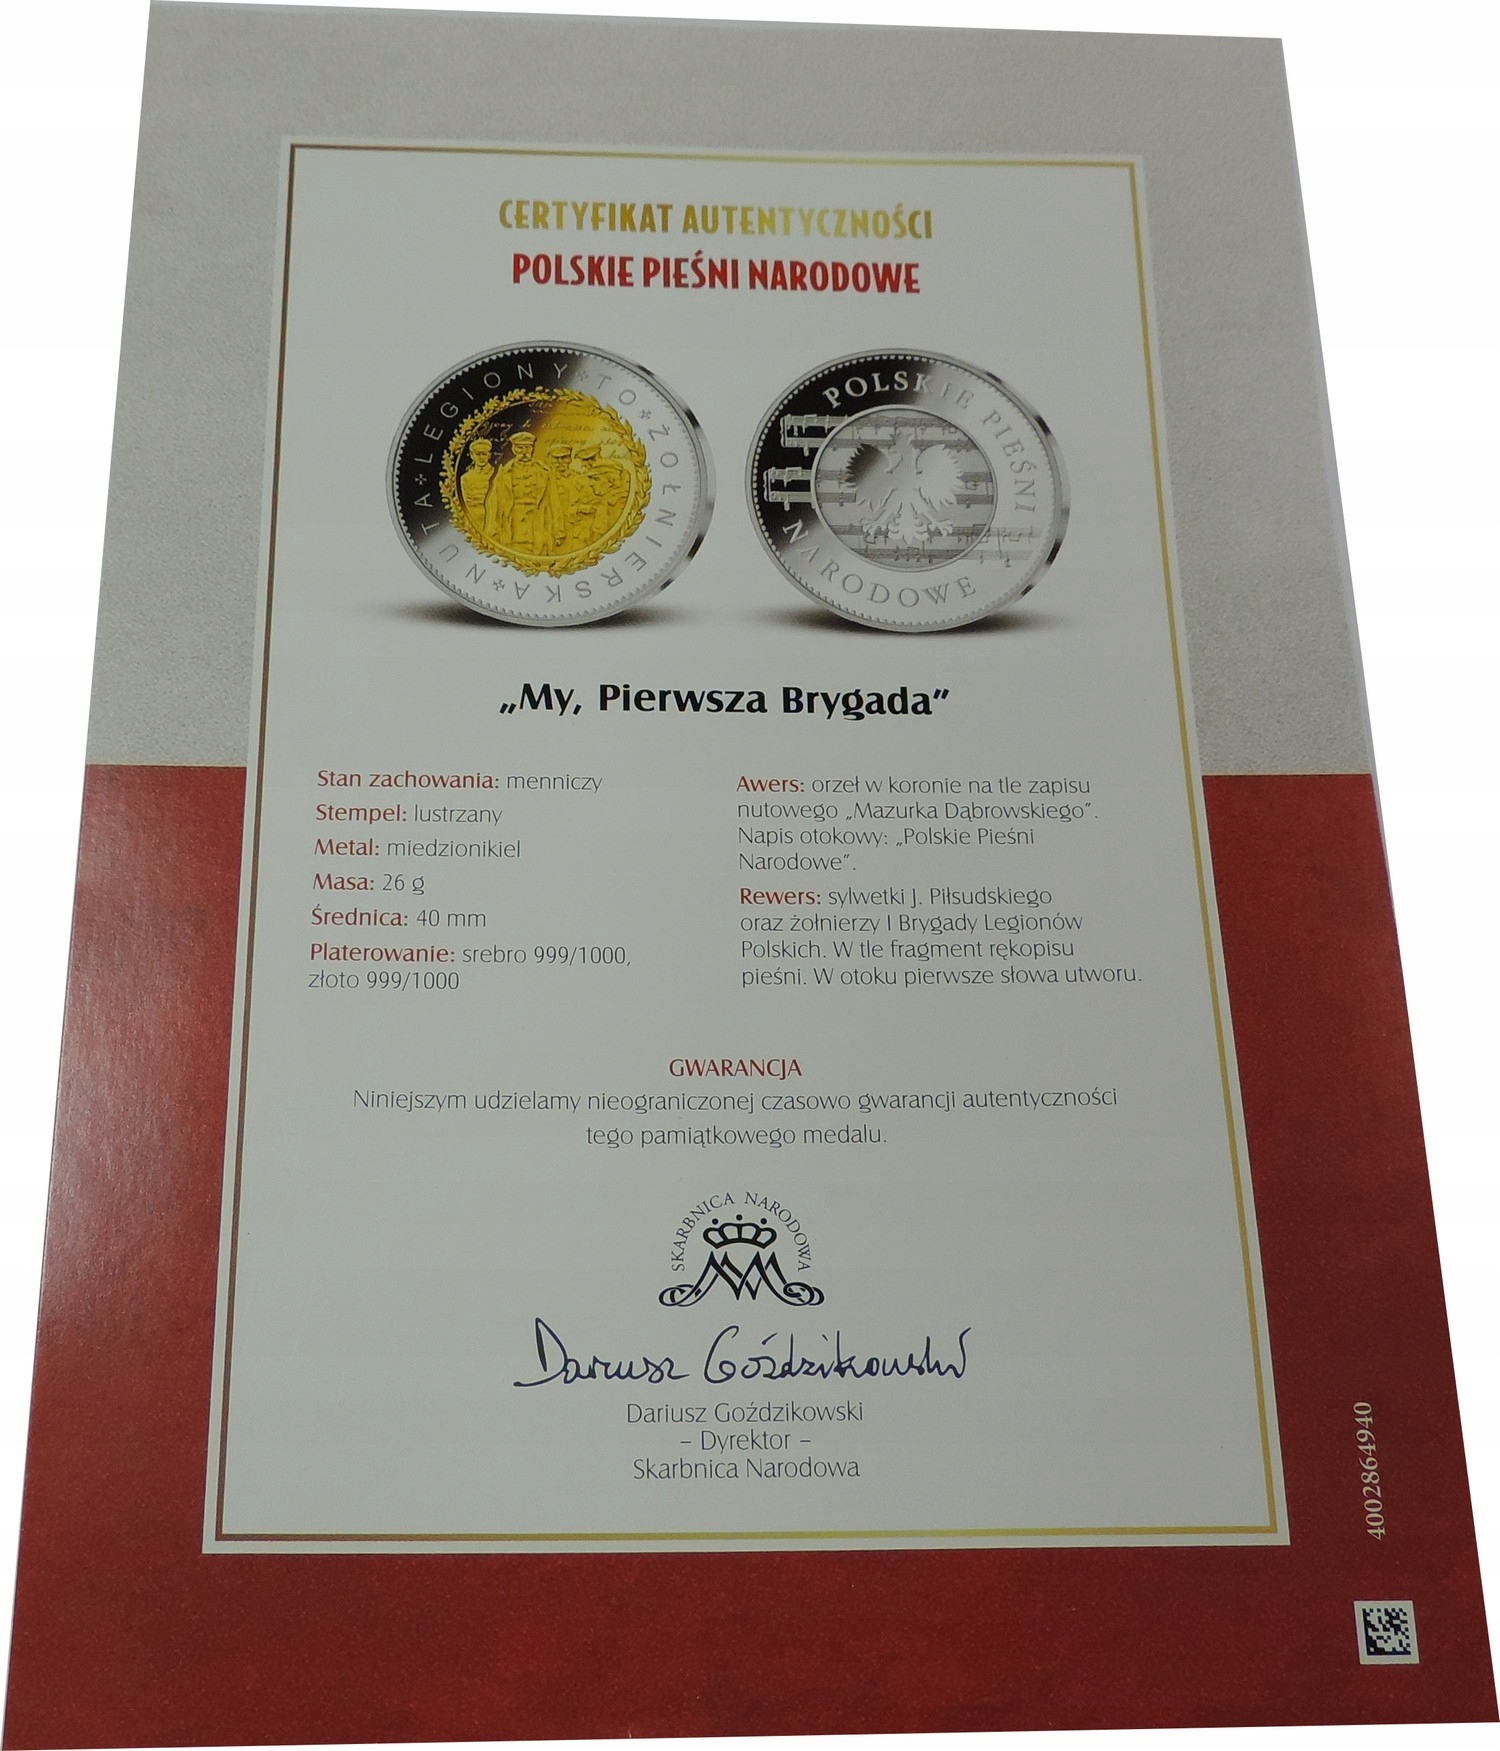 CERTYFIKAT AUTENTYCZNOŚCI
POLSKIE PIEŚNI NARODOWE
LEGIONY TO ŻOŁNIERSKA NUTA
POLSKIE PIEŚNI
NARODOWE
„My, Pierwsza Brygada”
Stan zachowania: menniczy
Stempel: lustrzany
Metal: miedzionikiel
Masa: 26 g
Średnica: 40 mm
Platerowanie: srebro 999/1000,
złoto 999/1000
Awers: orzeł w koronie na tle zapisu
nutowego „Mazurka Dąbrowskiego”.
Napis otokowy: „Polskie Pieśni
Narodowe”.
Rewers: sylwetki J. Piłsudskiego
oraz żołnierzy I Brygady Legionów
Polskich. W tle fragment rękopisu
pieśni. W otoku pierwsze słowa utworu.
GWARANCJA
Niniejszym udzielamy nieograniczonej czasowo gwarancji autentyczności
tego pamiątkowego medalu.
SKARBNICA NARODOWA
Dariusz Goździkowski
Dariusz Goździkowski
– Dyrektor –
Skarbnica Narodowa
4002864940